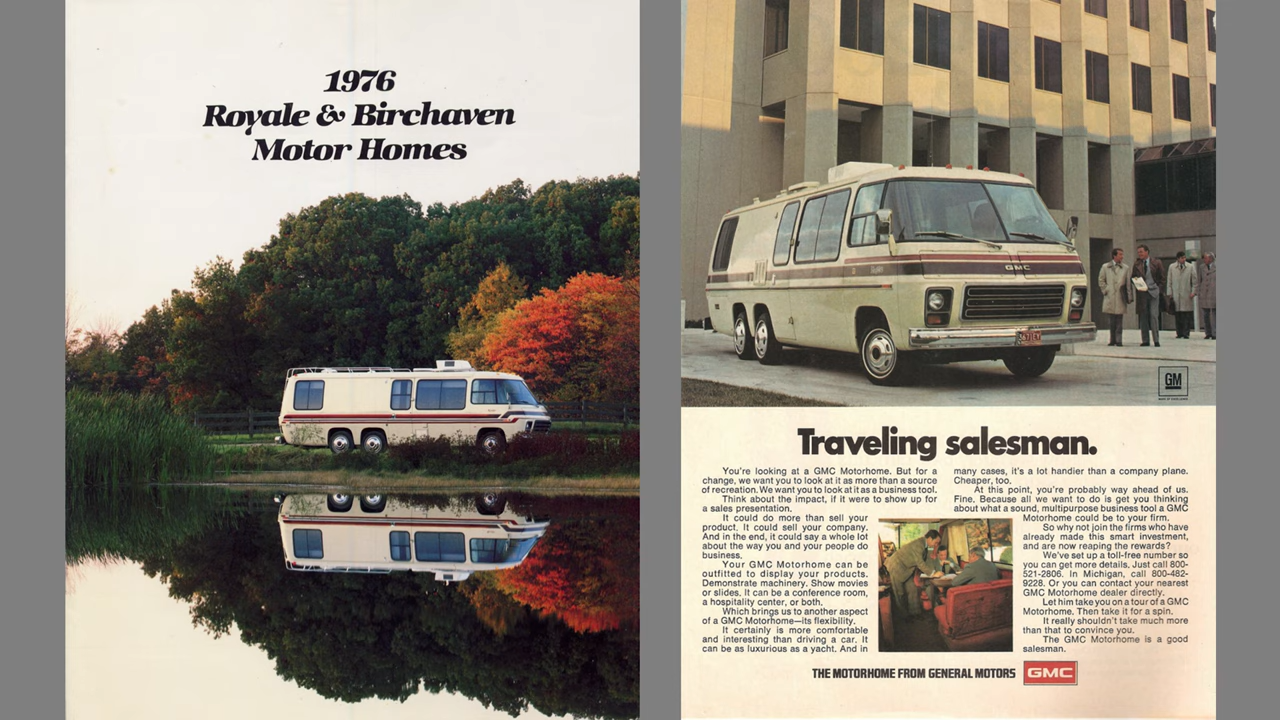 1976
Royale & Birchaven
Motor Homes
GMC
GM
Traveling salesman.
You're looking at a GMC Motorhome. But for a
change, we want you to look at it as more than a source
of recreation. We want you to look at it as a business tool.
Think about the impact, if it were to show up for
a sales presentation.
It could do more than sell your
product. It could sell your company.
And in the end, it could say a whole lot
about the way you and your people do
business.
Your GMC Motorhome can be
outfitted to display your products.
Demonstrate machinery. Show movies
or slides. It can be a conference room,
a hospitality center, or both.
Which brings us to another aspect
of a GMC Motorhome—its flexibility.
It certainly is more comfortable
and interesting than driving a car. It
can be as luxurious as a yacht. And in
many cases, it's a lot handier than a company plane.
Cheaper, too.
At this point, you're probably way ahead of us.
Fine. Because all we want to do is get you thinking
about what a sound, multipurpose business tool a GMC
Motorhome could be to your firm.
So why not join the firms who have
already made this smart investment,
and are now reaping the rewards?
We've set up a toll-free number so
you can get more details. Just call 800-
521-2806. In Michigan, call 800-482-
9228. Or you can contact your nearest
GMC Motorhome dealer directly.
Let him take you on a tour of a GMC
Motorhome. Then take it for a spin.
It really shouldn't take much more
than that to convince you.
The GMC Motorhome is a good
salesman.
THE MOTORHOME FROM GENERAL MOTORS GMC